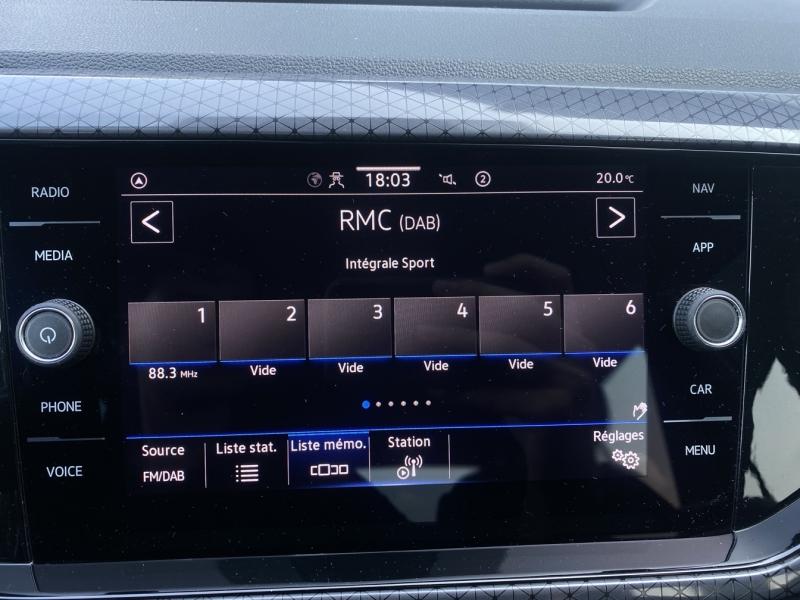 RADIO
MEDIA
PHONE
VOICE
18:03
2
20.0°C
< RMC (DAB) >
Intégrale Sport
1 2 3 4 5 6
88.3 MHz Vide Vide Vide Vide Vide
Source Liste stat. Liste mémo. Station Réglages
FM/DAB
NAV
APP
CAR
MENU